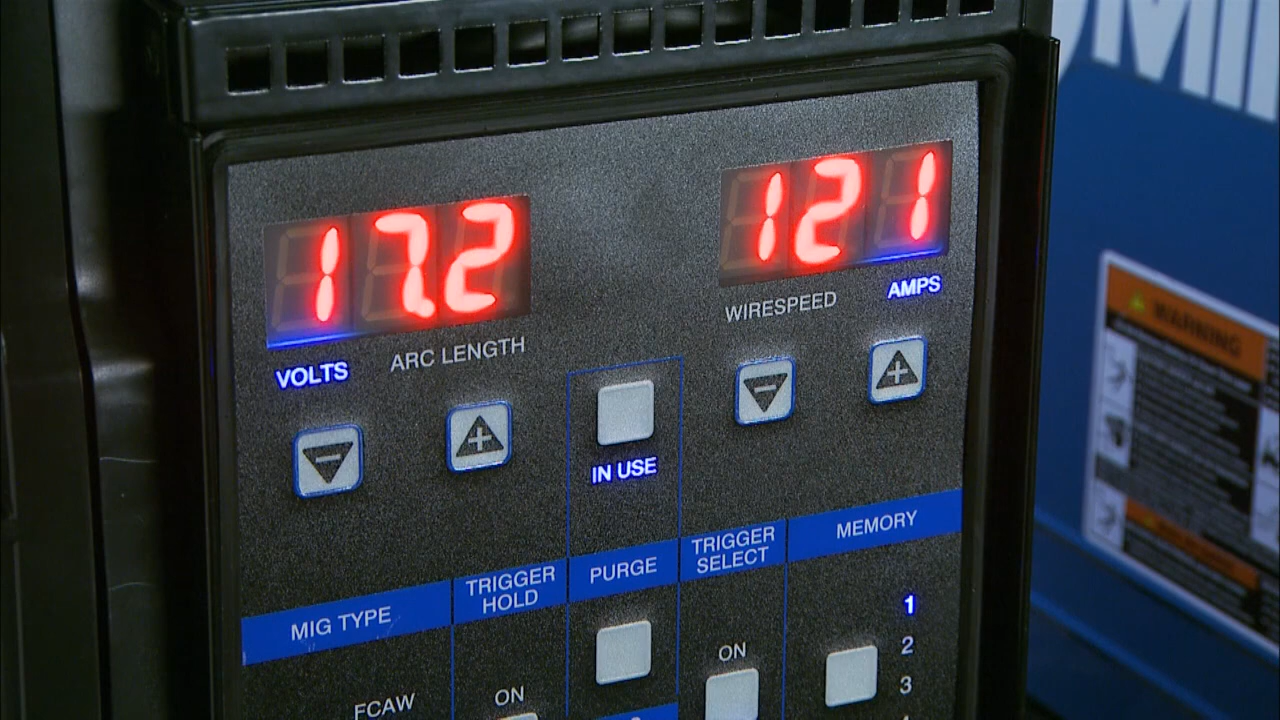 MIL
17.2
121
VOLTS
ARC LENGTH
WIRESPEED
AMPS
WARNING
IN USE
MIG TYPE
TRIGGER
HOLD
PURGE
TRIGGER
SELECT
MEMORY
FCAW
ON
ON
1
2
3